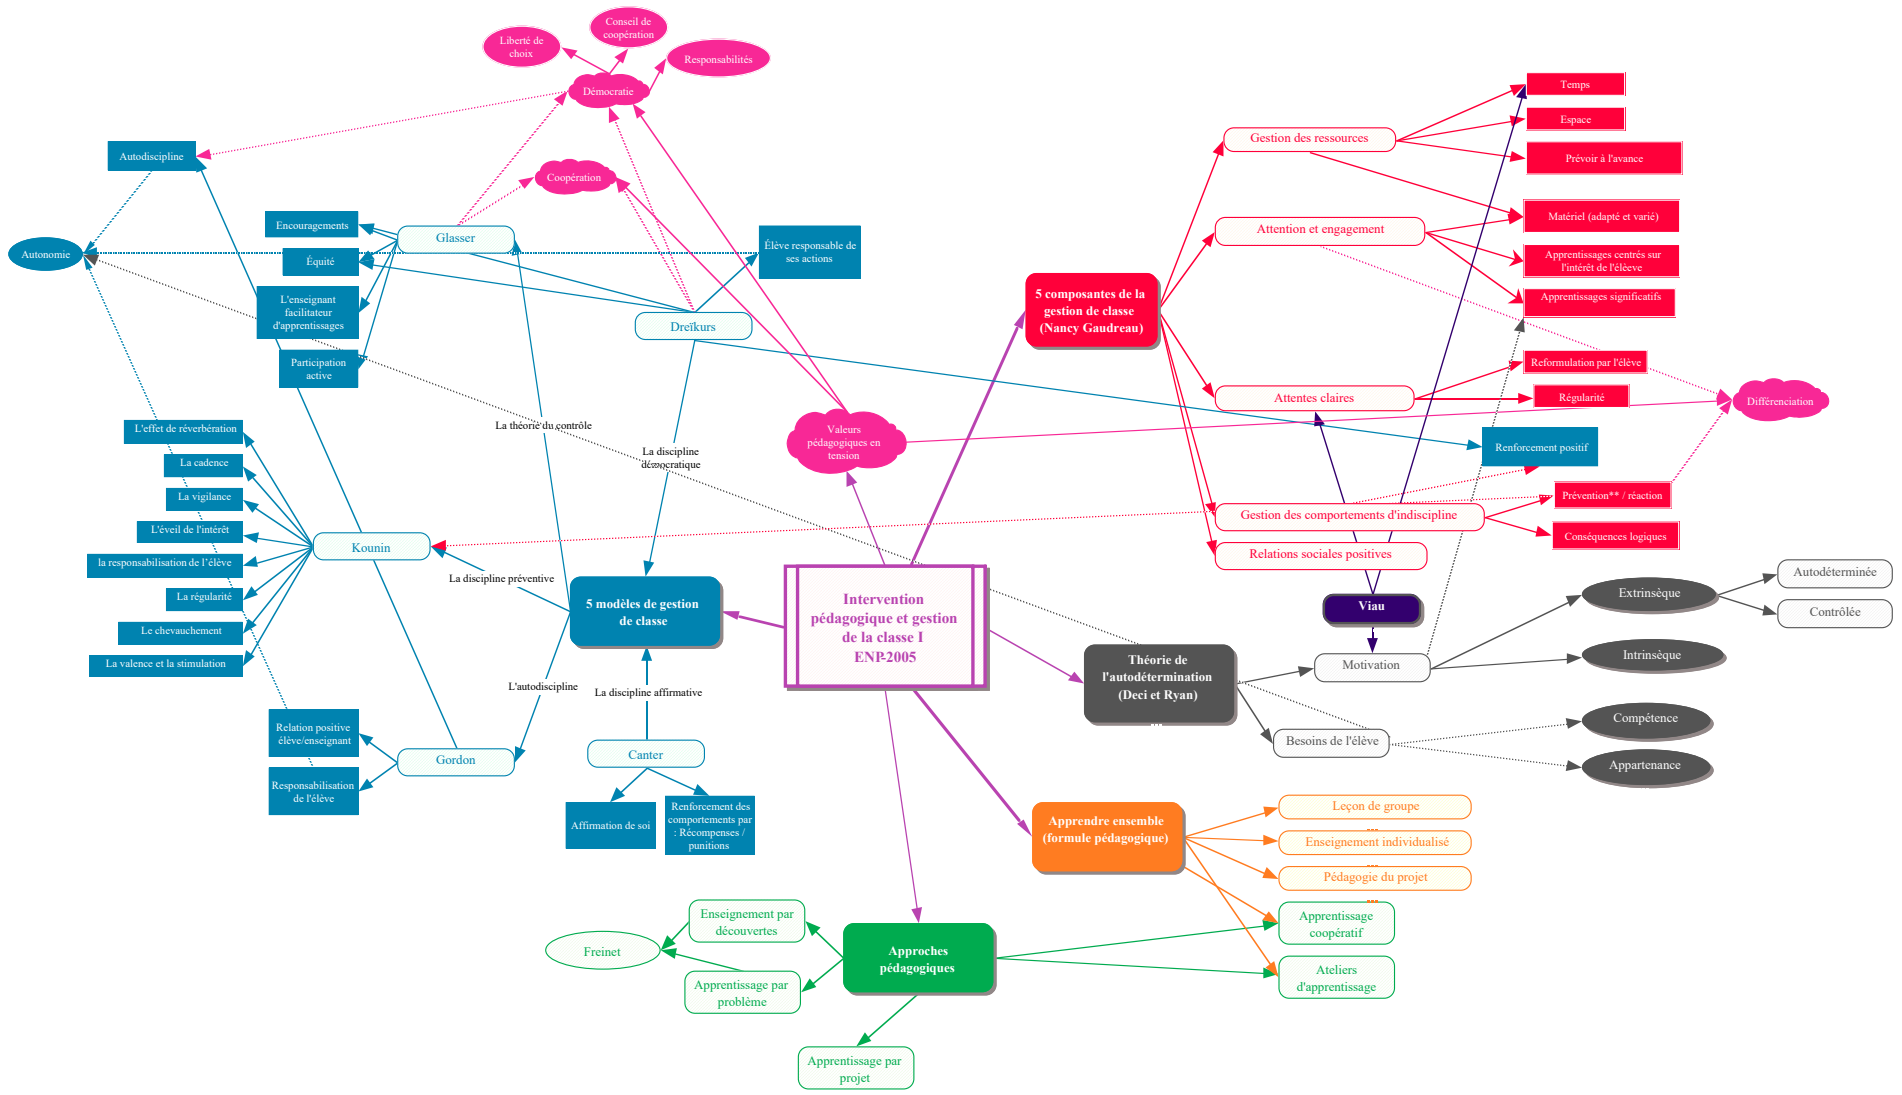 Liberté de
choix
Conseil de
coopération
Responsabilités
Démocratie
Coopération
Autodiscipline
Autonomie
Encouragements
Équité
L'enseignant
facilitateur
d'apprentissages
Participation
active
Glasser
Élève responsable de
ses actions
Dreïkurs
La théorie du contrôle
La discipline
démocratique
Valeurs
pédagogiques en
tension
L'effet de réverbération
La cadence
La vigilance
L'éveil de l'intérêt
la responsabilisation de l'élève
La régularité
Le chevauchement
La valence et la stimulation
Kounin
La discipline préventive
5 modèles de gestion
de classe
L'autodiscipline
La discipline affirmative
Relation positive
élève/enseignant
Responsabilisation
de l'élève
Gordon
Canter
Affirmation de soi
Renforcement des
comportements par
: Récompenses /
punitions
Intervention
pédagogique et gestion
de la classe I
ENP-2005
5 composantes de la
gestion de classe
(Nancy Gaudreau)
Gestion des ressources
Temps
Espace
Prévoir à l'avance
Attention et engagement
Matériel (adapté et varié)
Apprentissages centrés sur
l'intérêt de l'élèeve
Apprentissages significatifs
Attentes claires
Reformulation par l'élève
Régularité
Différenciation
Renforcement positif
Gestion des comportements d'indiscipline
Prévention** / réaction
Conséquences logiques
Relations sociales positives
Viau
Théorie de
l'autodétermination
(Deci et Ryan)
Motivation
Extrinsèque
Autodéterminée
Contrôlée
Intrinsèque
Besoins de l'élève
Compétence
Appartenance
Apprendre ensemble
(formule pédagogique)
Leçon de groupe
Enseignement individualisé
Pédagogie du projet
Apprentissage
coopératif
Ateliers
d'apprentissage
Approches
pédagogiques
Enseignement par
découvertes
Freinet
Apprentissage par
problème
Apprentissage par
projet